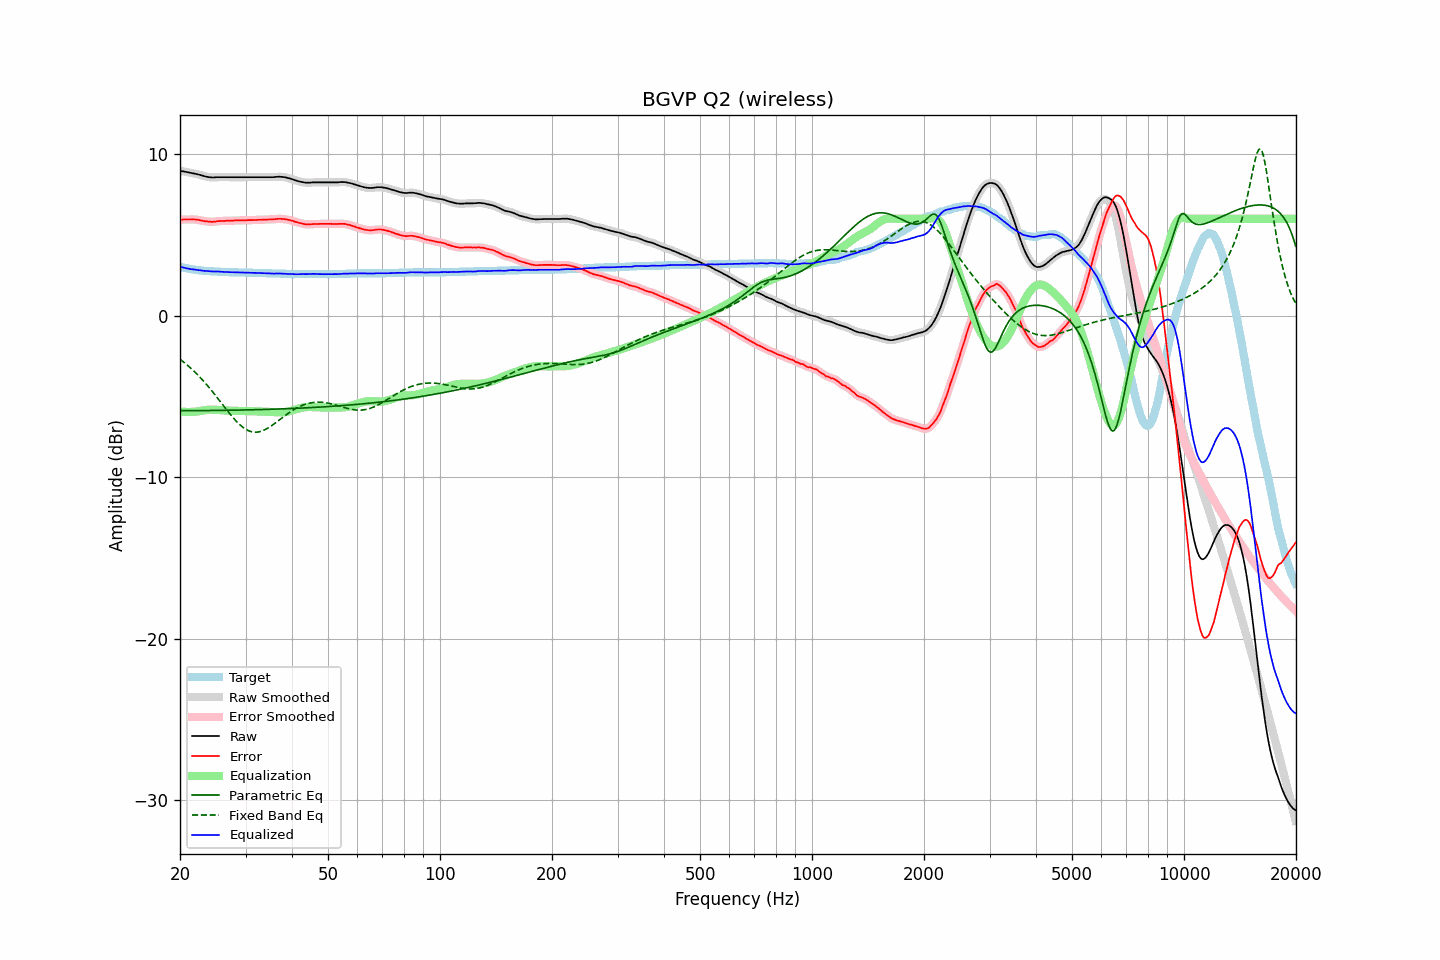 BGVP Q2 (wireless)
Amplitude (dBr)
10
0
−10
−20
−30
Target
Raw Smoothed
Error Smoothed
Raw
Error
Equalization
Parametric Eq
Fixed Band Eq
Equalized
20 50 100 200 500 1000 2000 5000 10000 20000
Frequency (Hz)